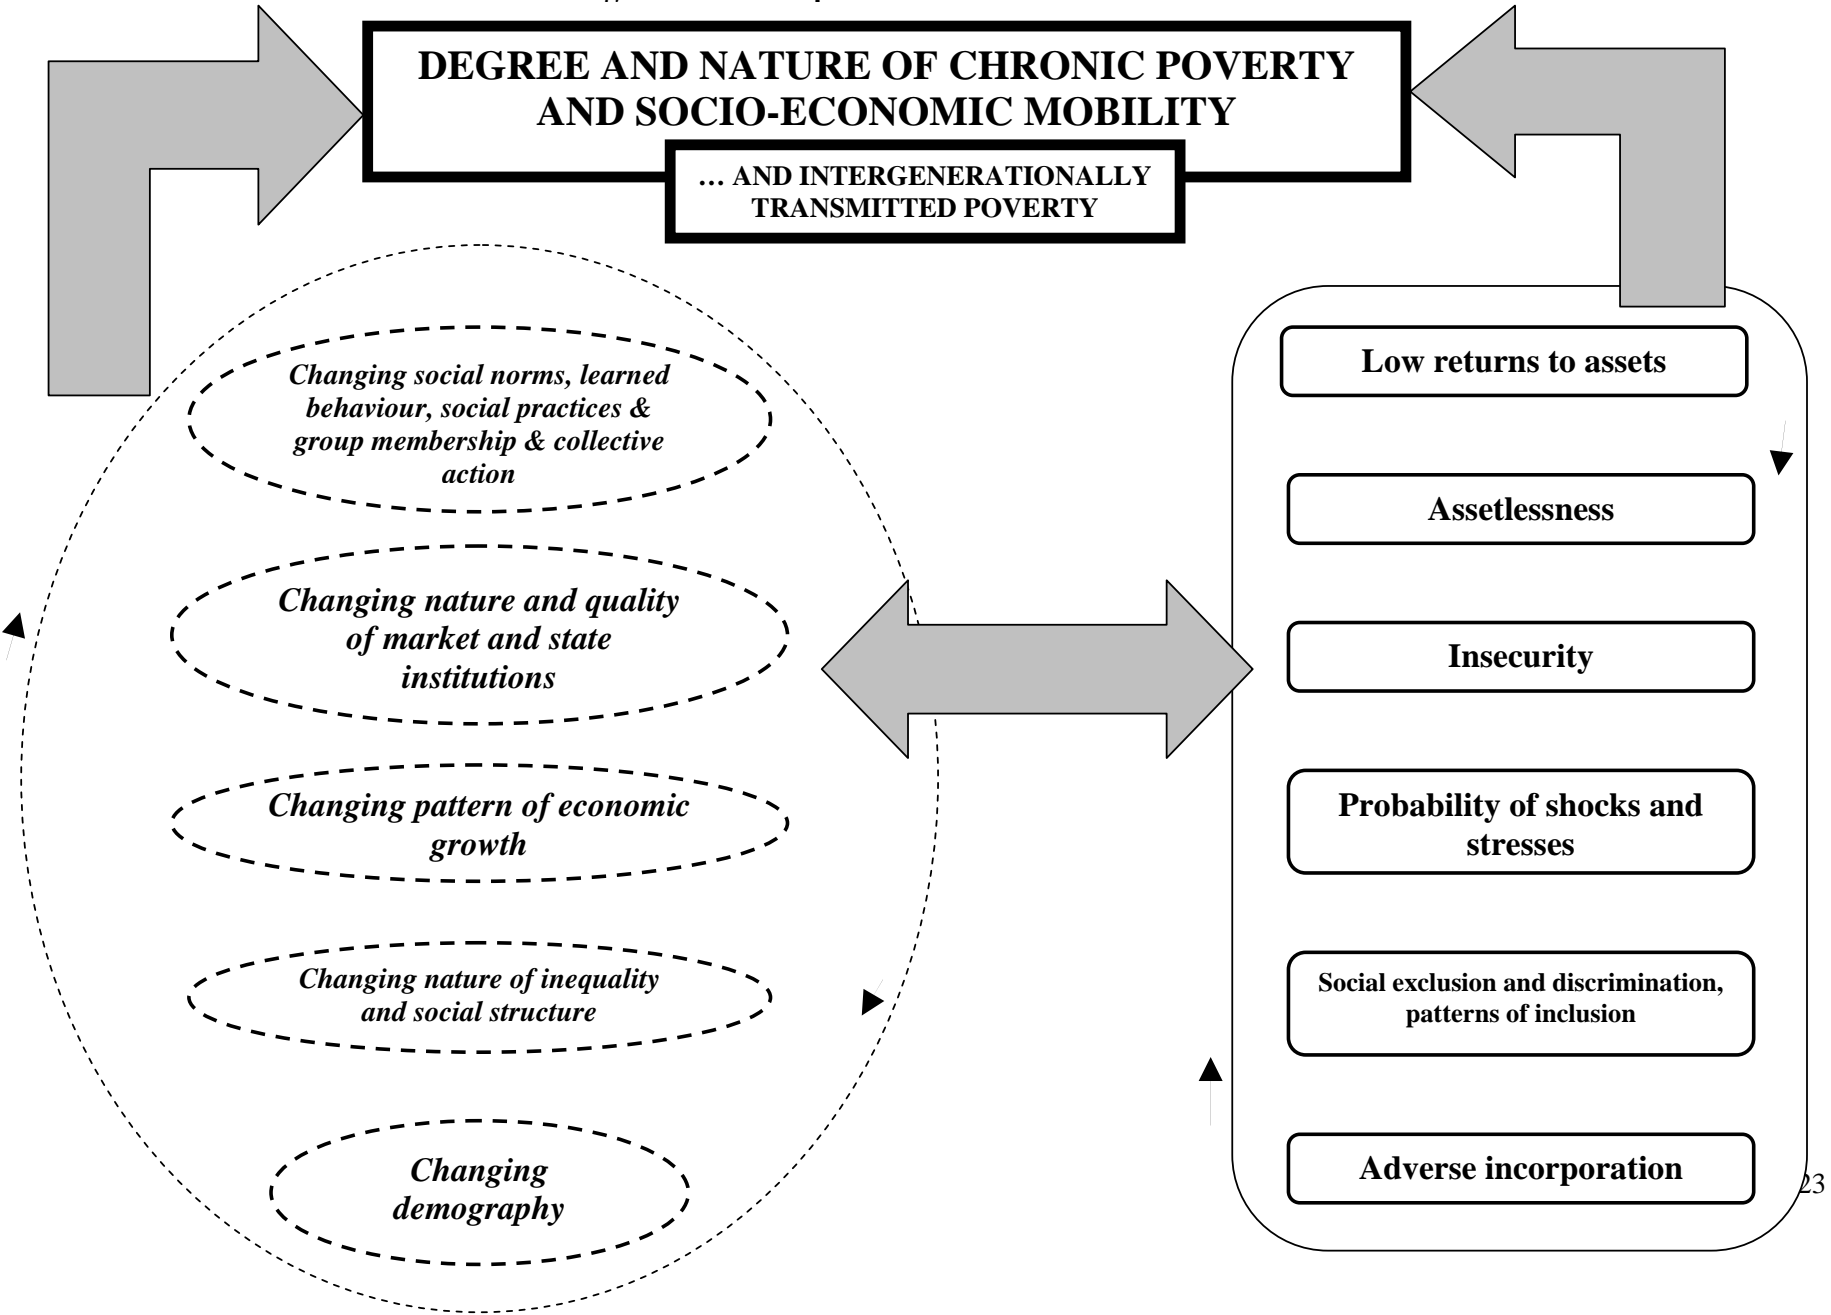 DEGREE AND NATURE OF CHRONIC POVERTY
AND SOCIO-ECONOMIC MOBILITY
… AND INTERGENERATIONALLY
TRANSMITTED POVERTY
Changing social norms, learned
behaviour, social practices &
group membership & collective
action
Changing nature and quality
of market and state
institutions
Changing pattern of economic
growth
Changing nature of inequality
and social structure
Changing
demography
Low returns to assets
Assetlessness
Insecurity
Probability of shocks and
stresses
Social exclusion and discrimination,
patterns of inclusion
Adverse incorporation
23